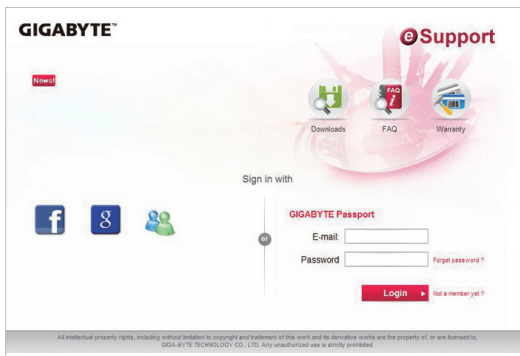 GIGABYTE™
eSupport
News!
FAQ
Downloads
FAQ
Warranty
Sign in with
f
g
or
GIGABYTE Passport
E-mail:
Password
Forget password ?
Login
Not a member yet ?
All intellectual property rights, including without limitation to copyright and trademark of this work and its derivative works are the property of, or are licensed to,
GIGA-BYTE TECHNOLOGY CO., LTD. Any unauthorized use is strictly prohibited.